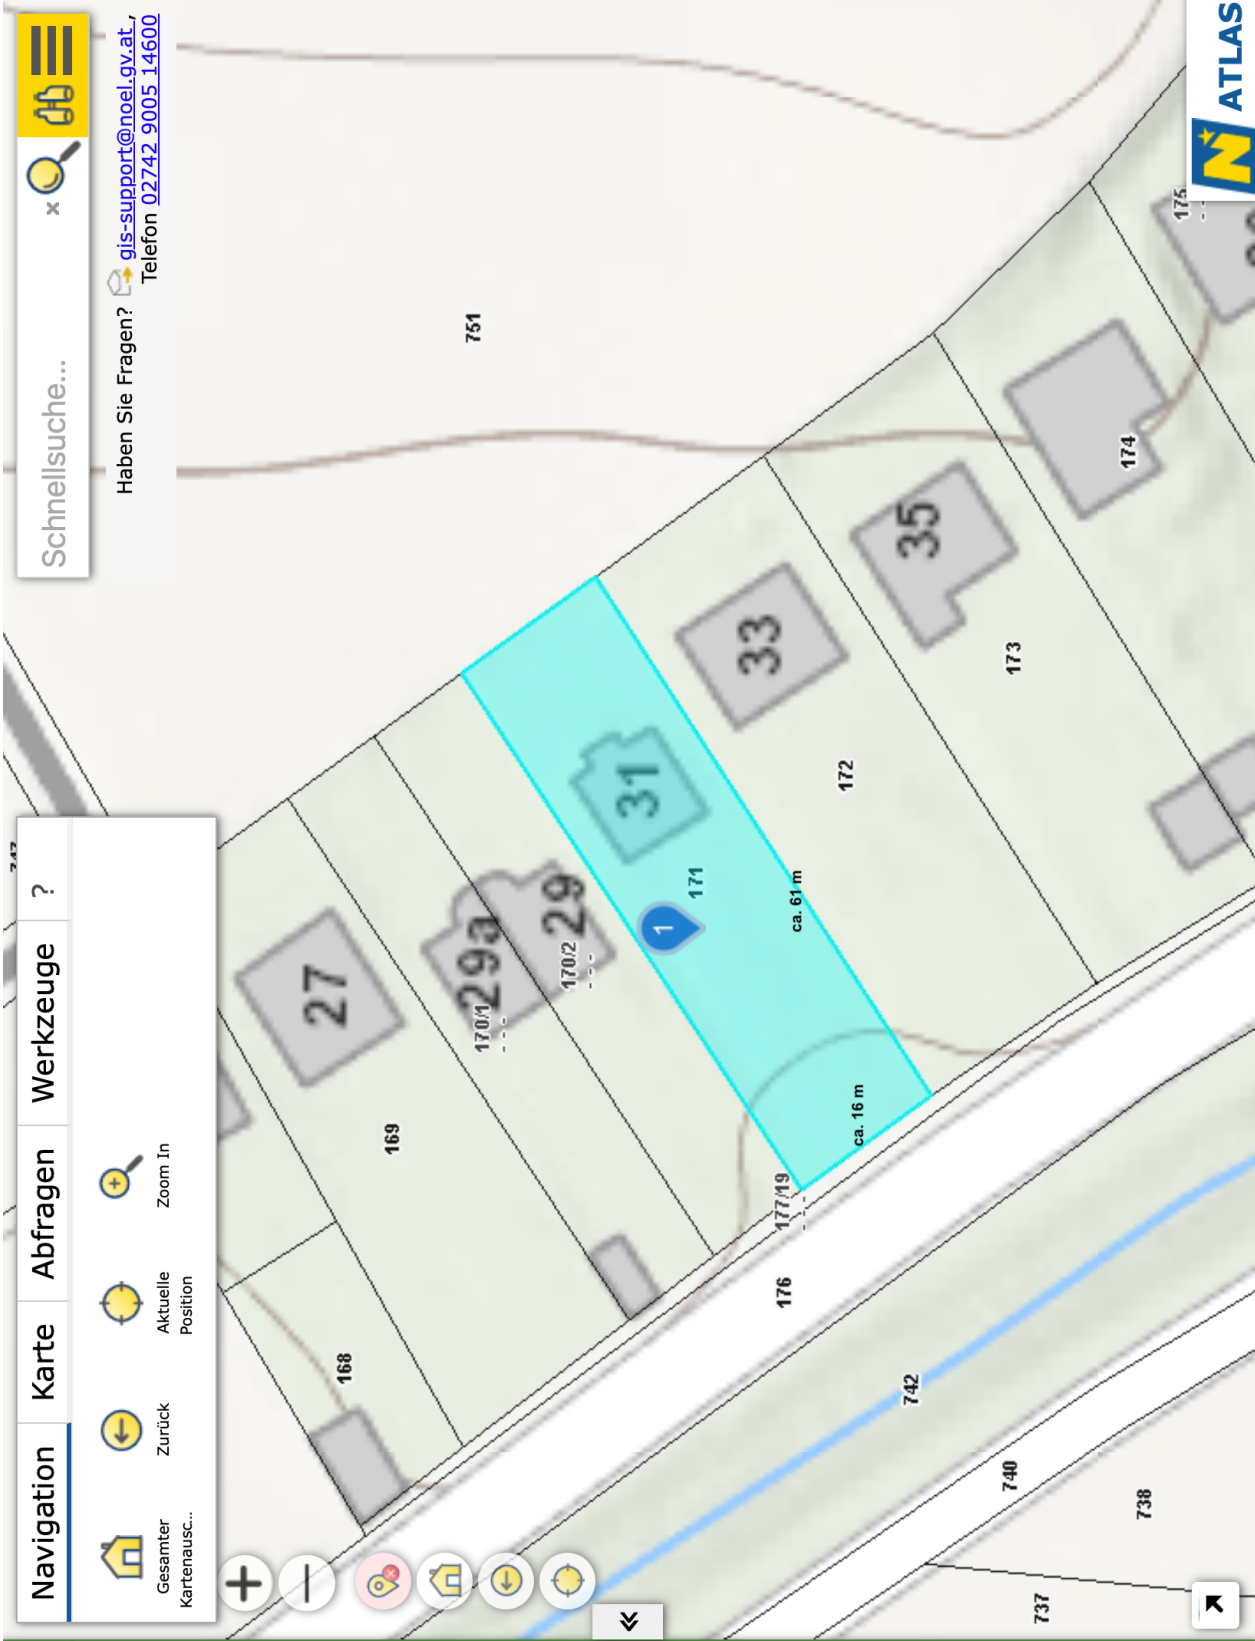 Navigation
Karte
Abfragen
Werkzeuge
?
Gesamter
Kartenausc...
Zurück
Aktuelle
Position
Zoom In
Schnellsuche...
×
Haben Sie Fragen? gis-support@noel.gv.at ,
Telefon 02742 9005 14600
751
27
29a
29
31
33
35
168
169
170/1
170/2
171
172
173
174
175
176
177/19
742
740
738
737
1
ca. 61 m
ca. 16 m
N ATLAS